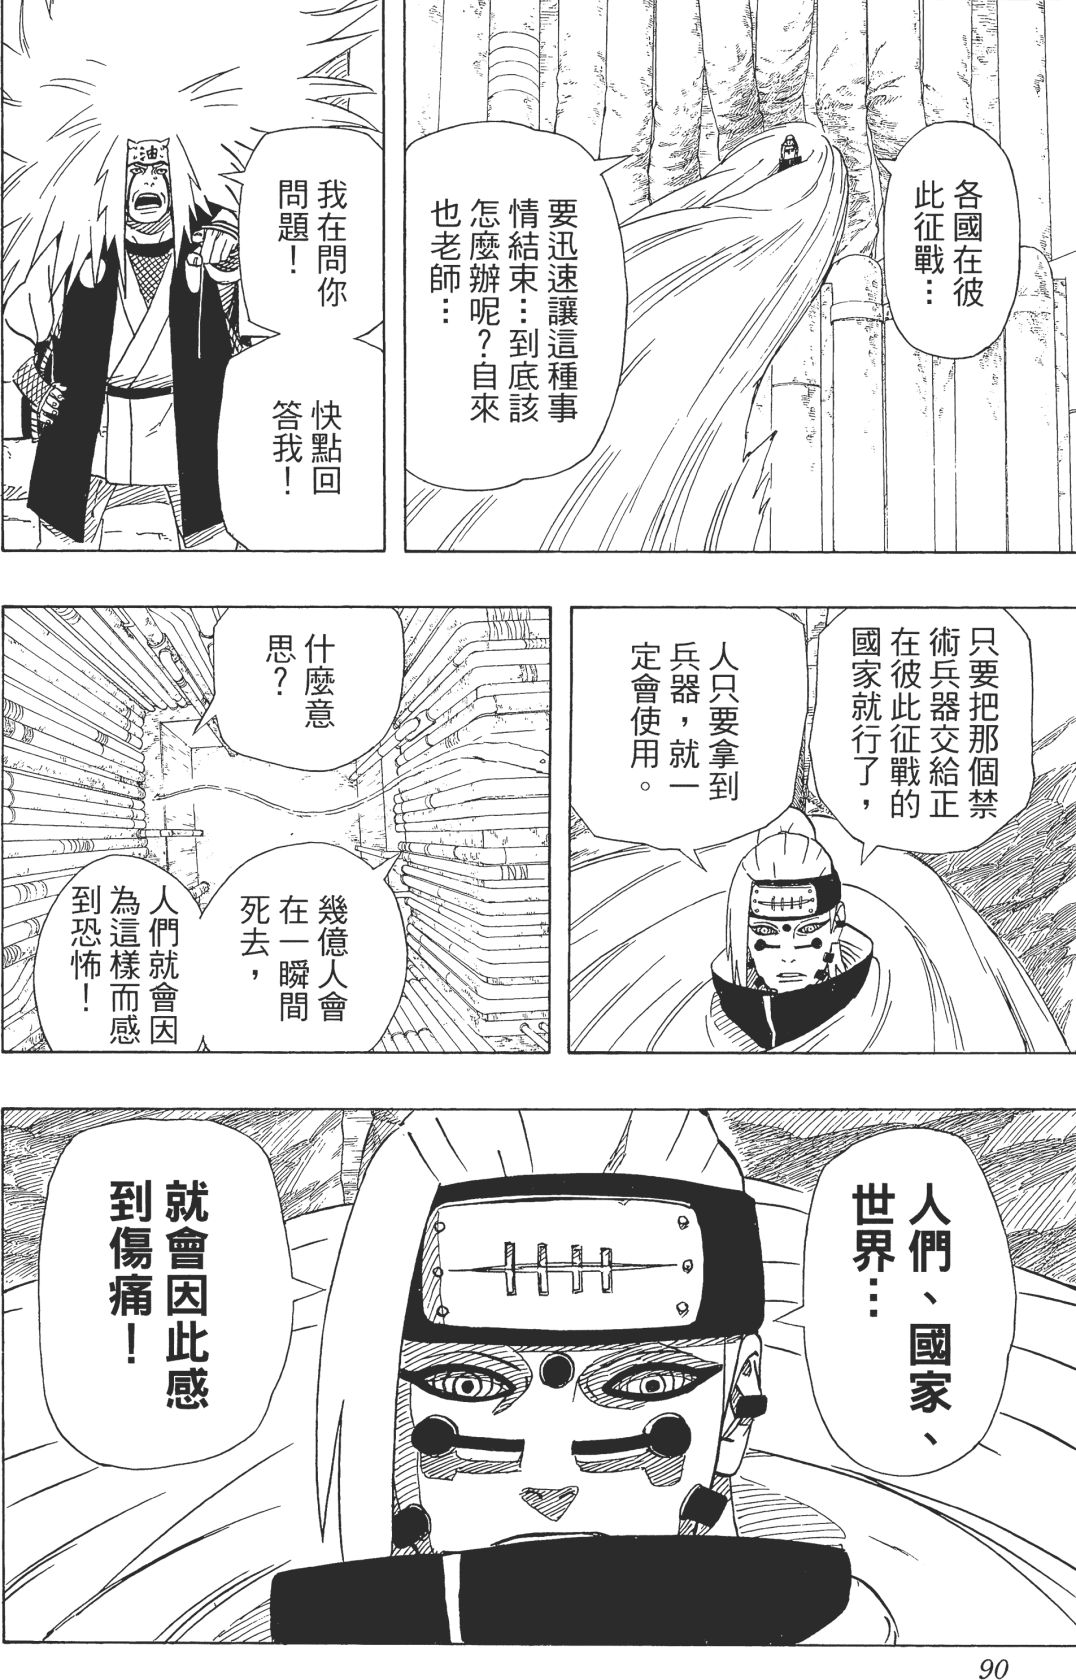 各國在彼
此征戰…
要迅速讓這種事
情結束…到底該
怎麼辦呢？自來
也老師…
油
我在問你
問題！
快點回
答我！
只要把那個禁
術兵器交給正
在彼此征戰的
國家就行了，
人只要拿到
兵器，就一
定會使用。
什麼意
思？
幾億人會
在一瞬間
死去，
人們就會因
為這樣而感
到恐怖！
人們、國家、
世界…
就會因此感
到傷痛！
90